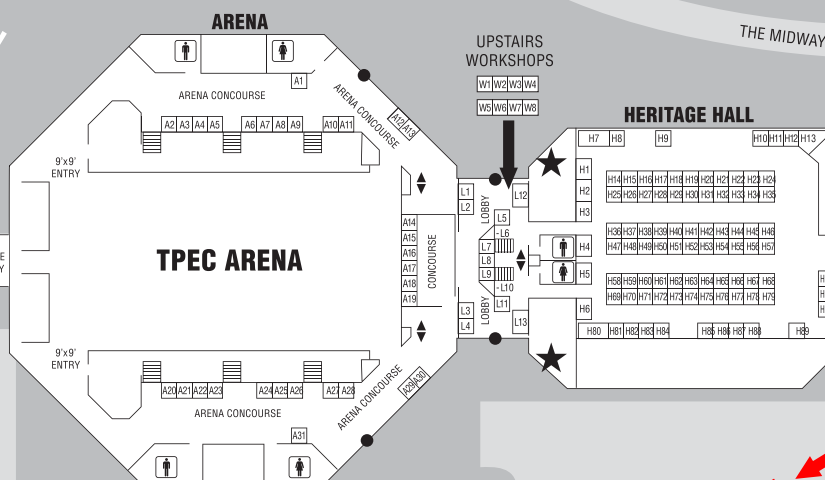 ARENA
THE MIDWAY
UPSTAIRS
WORKSHOPS
W1 W2 W3 W4
W5 W6 W7 W8
HERITAGE HALL
A1
ARENA CONCOURSE
ARENA CONCOURSE
A2 A3 A4 A5 A6 A7 A8 A9 A10 A11
A12 A13
9'x9'
ENTRY
H7 H8 H9 H10 H11 H12 H13
H1
H2
H3
H14 H15 H16 H17 H18 H19 H20 H21 H22 H23 H24
H25 H26 H27 H28 H29 H30 H31 H32 H33 H34 H35
L1
L2
LOBBY
L12
L5
L6
A14
A15
A16
A17
A18
A19
CONCOURSE
L7
L8
L9
L10
L11
H4
H5
H6
H36 H37 H38 H39 H40 H41 H42 H43 H44 H45 H46
H47 H48 H49 H50 H51 H52 H53 H54 H55 H56 H57
TPEC ARENA
H58 H59 H60 H61 H62 H63 H64 H65 H66 H67 H68
H69 H70 H71 H72 H73 H74 H75 H76 H77 H78 H79
L3
L4
LOBBY
L13
H80 H81 H82 H83 H84 H85 H86 H87 H88 H89
9'x9'
ENTRY
A20 A21 A22 A23 A24 A25 A26 A27 A28
A29 A30
ARENA CONCOURSE
ARENA CONCOURSE
A31